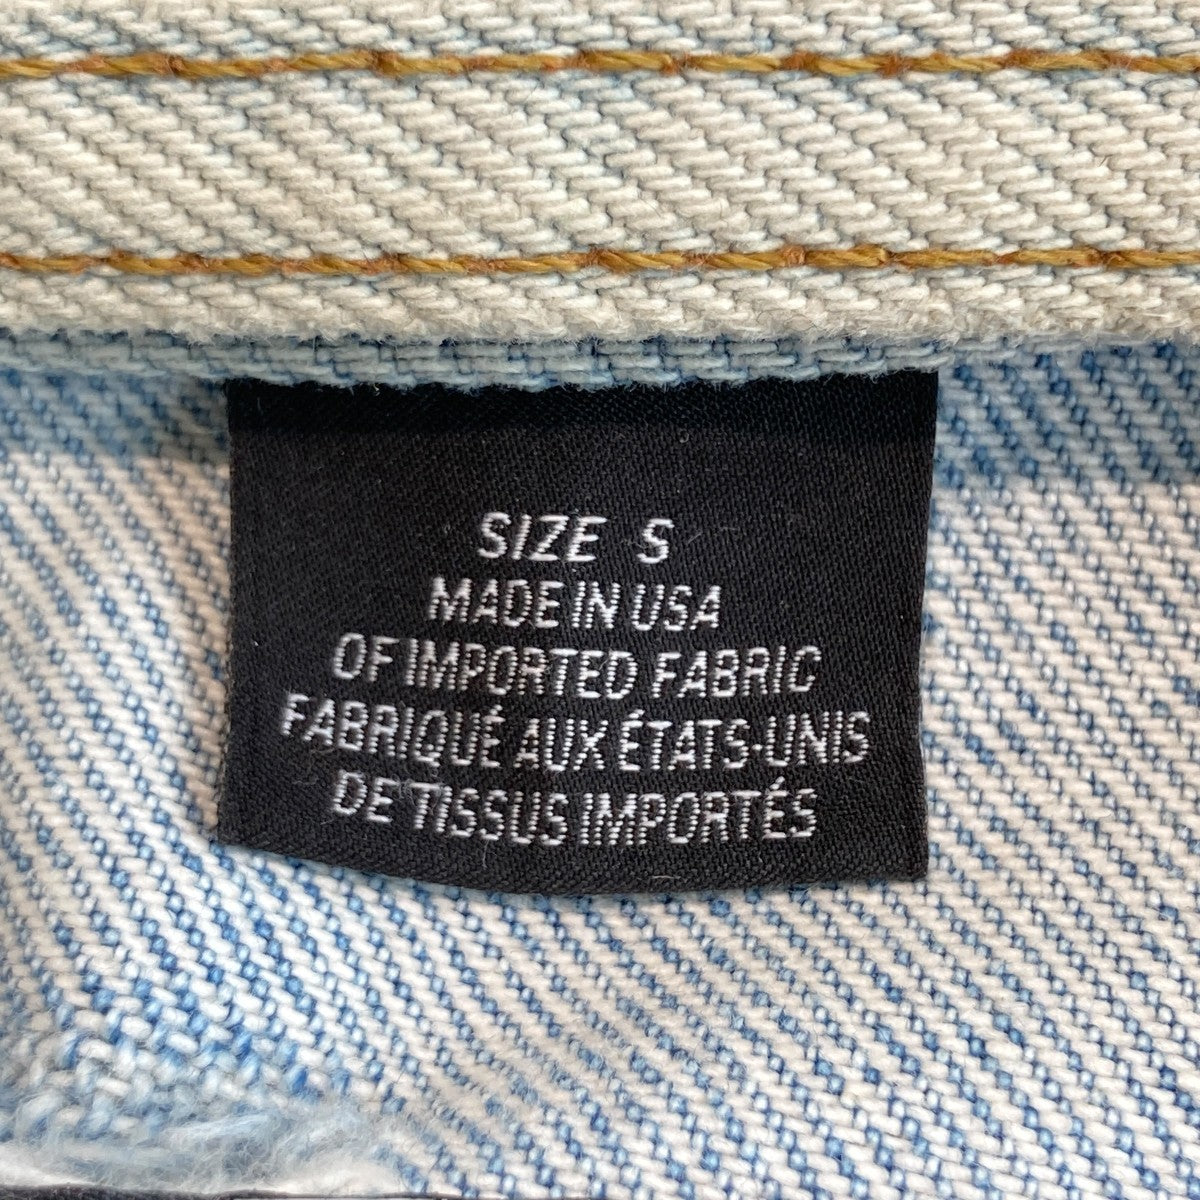 SIZE S
MADE IN USA
OF IMPORTED FABRIC
FABRIQUÉ AUX ÉTATS-UNIS
DE TISSUS IMPORTÉS